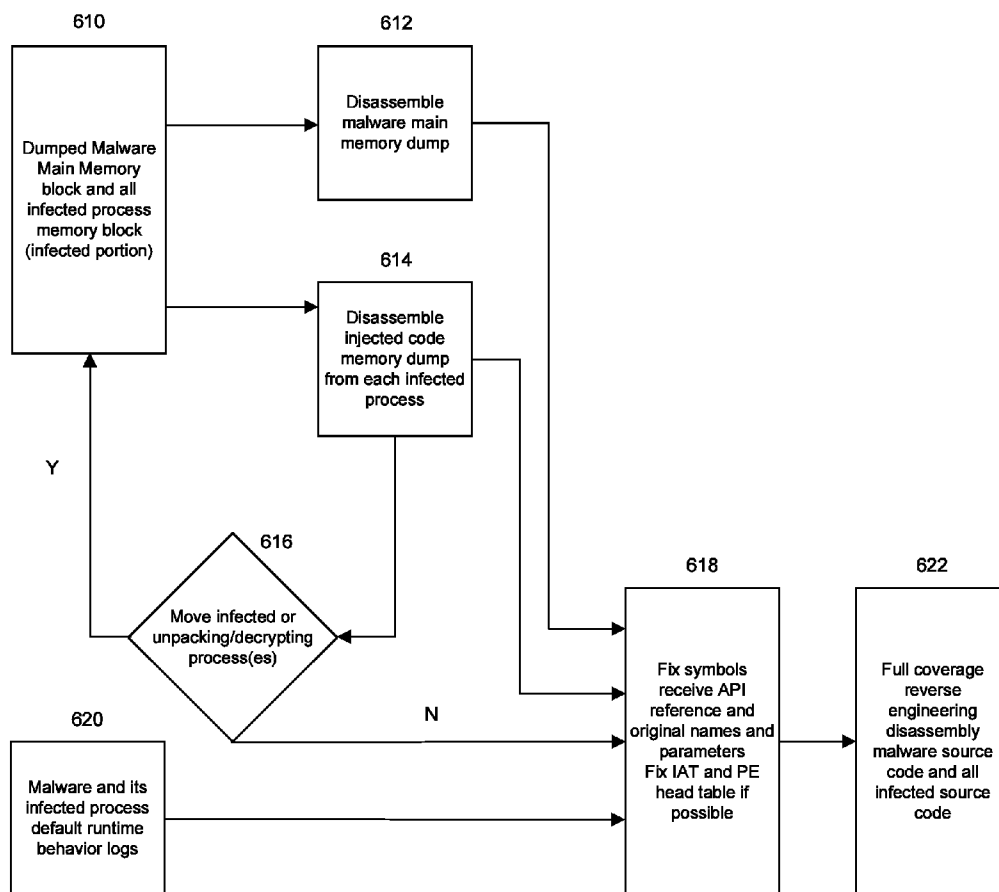 610
Dumped Malware
Main Memory
block and all
infected process
memory block
(infected portion)
612
Disassemble
malware main
memory dump
614
Disassemble
injected code
memory dump
from each infected
process
Y
616
Move infected or
unpacking/decrypting
process(es)
N
620
Malware and its
infected process
default runtime
behavior logs
618
Fix symbols
receive API
reference and
original names and
parameters
Fix IAT and PE
head table if
possible
622
Full coverage
reverse
engineering
disassembly
malware source
code and all
infected source
code